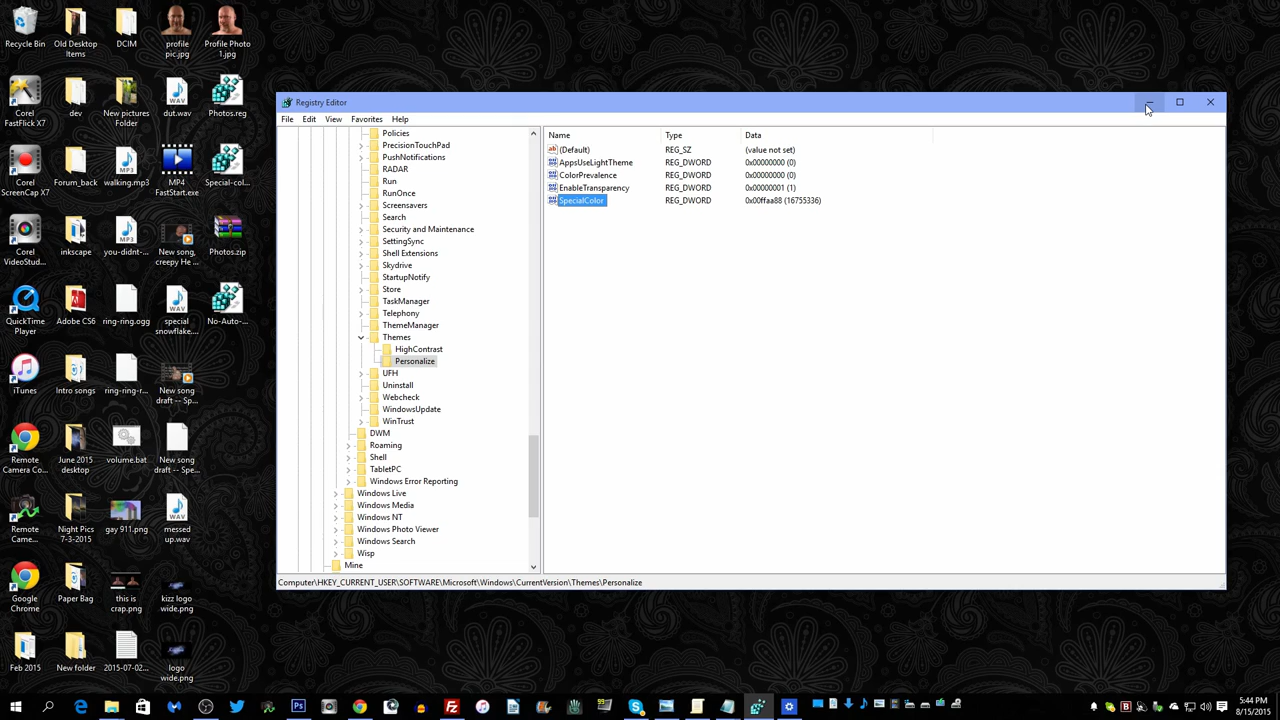 Recycle Bin
Old Desktop
Items
DCIM
profile
pic.jpg
Profile Photo
1.jpg
Corel
FastFlick X7
dev
New pictures
Folder
dut.wav
Photos.reg
Corel
ScreenCap X7
Forum_back
walking.mp3
MP4
FastStart.exe
Special-col...
Corel
VideoStud...
inkscape
you-didnt-...
New song,
creepy He ...
Photos.zip
QuickTime
Player
Adobe CS6
ring-ring.ogg
special
snowflake....
No-Auto-...
iTunes
Intro songs
ring-ring-r...
New song
draft -- Sp...
Remote
Camera Co...
June 2015
desktop
volume.bat
New song
draft -- Spe...
Remote
Came...
Night Pics
7-3-2015
gay 911.png
messed
up.wav
Google
Chrome
Paper Bag
this is
crap.png
kizz logo
wide.png
Feb 2015
New folder
2015-07-02...
logo
wide.png
Registry Editor
File Edit View Favorites Help
Policies
PrecisionTouchPad
PushNotifications
RADAR
Run
RunOnce
Screensavers
Search
Security and Maintenance
SettingSync
Shell Extensions
Skydrive
StartupNotify
Store
TaskManager
Telephony
ThemeManager
Themes
HighContrast
Personalize
UFH
Uninstall
Webcheck
WindowsUpdate
WinTrust
DWM
Roaming
Shell
TabletPC
Windows Error Reporting
Windows Live
Windows Media
Windows NT
Windows Photo Viewer
Windows Search
Wisp
Mine
Name Type Data
(Default) REG_SZ (value not set)
AppsUseLightTheme REG_DWORD 0x00000000 (0)
ColorPrevalence REG_DWORD 0x00000000 (0)
EnableTransparency REG_DWORD 0x00000001 (1)
SpecialColor REG_DWORD 0x00ffaa88 (16755336)
Computer\HKEY_CURRENT_USER\SOFTWARE\Microsoft\Windows\CurrentVersion\Themes\Personalize
5:44 PM
8/15/2015